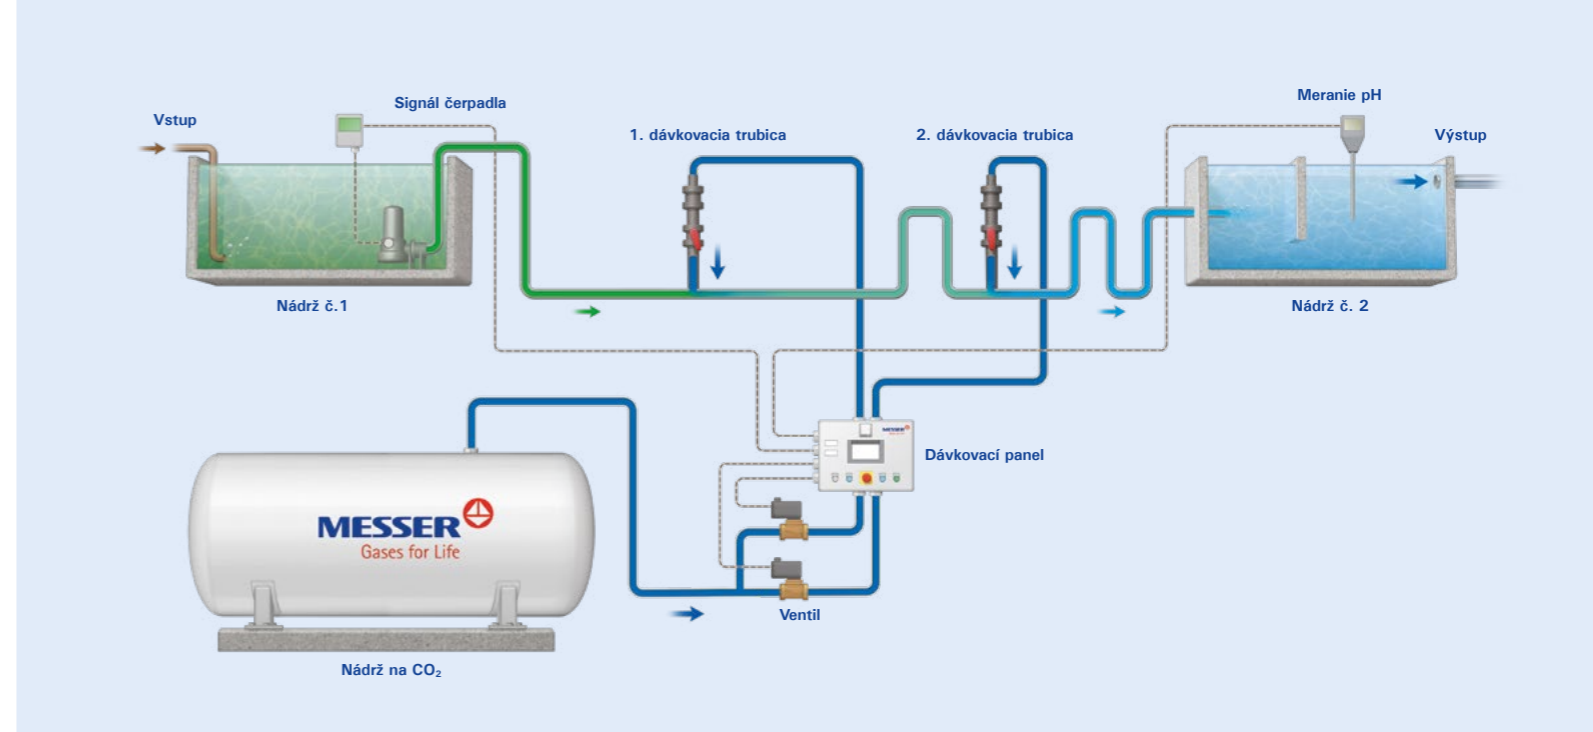 Signál čerpadla
Meranie pH
Vstup
1. dávkovacia trubica
2. dávkovacia trubica
Výstup
Nádrž č.1
Nádrž č. 2
MESSER
Dávkovací panel
MESSER
Gases for Life
Ventil
Nádrž na CO₂